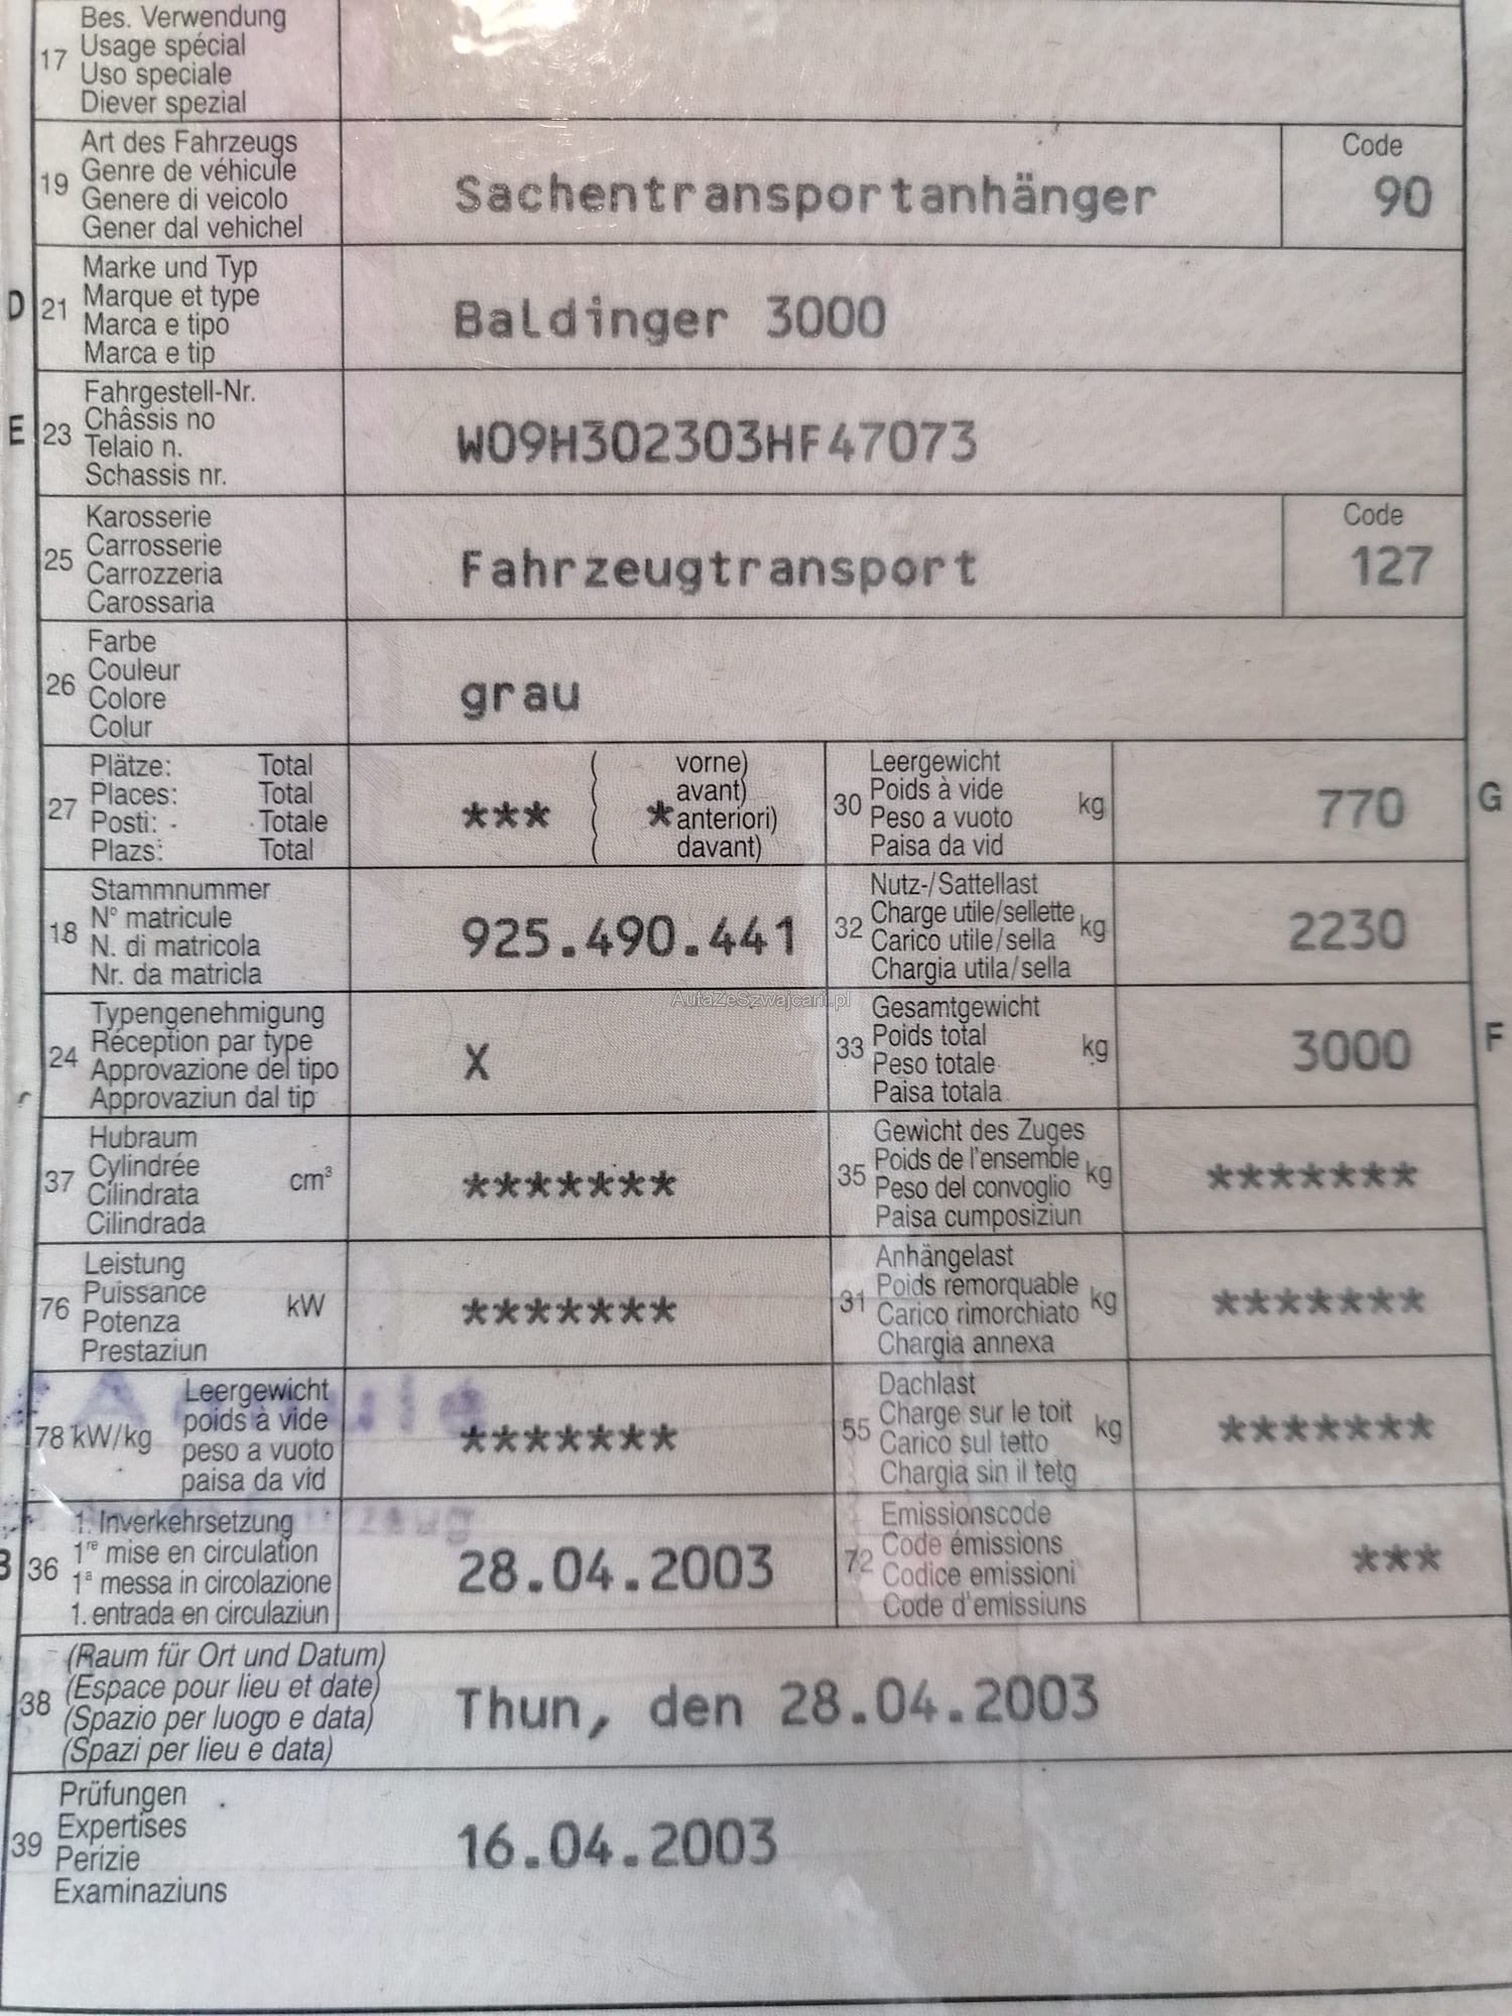 17 Bes. Verwendung
Usage spécial
Uso speciale
Diever spezial
19 Art des Fahrzeugs
Genre de véhicule
Genere di veicolo
Gener dal vehichel
Sachentransportanhänger
Code
90
D 21 Marke und Typ
Marque et type
Marca e tipo
Marca e tip
Baldinger 3000
E 23 Fahrgestell-Nr.
Châssis no
Telaio n.
Schassis nr.
W09H302303HF47073
25 Karosserie
Carrosserie
Carrozzeria
Carossaria
Fahrzeugtransport
Code
127
26 Farbe
Couleur
Colore
Colur
grau
27 Plätze: Total
Places: Total
Posti: Totale
Plazs: Total
*** ( vorne)
( avant)
( * anteriori)
( davant)
30 Leergewicht
Poids à vide
Peso a vuoto
Paisa da vid
kg
770
G
18 Stammnummer
N° matricule
N. di matricola
Nr. da matricla
925.490.441
32 Nutz-/Sattellast
Charge utile/sellette
Carico utile/sella
Chargia utila/sella
kg
2230
AutaZeSzwajcarii.pl
24 Typengenehmigung
Réception par type
Approvazione del tipo
Approvaziun dal tip
X
33 Gesamtgewicht
Poids total
Peso totale
Paisa totala
kg
3000
F
37 Hubraum
Cylindrée
Cilindrata
Cilindrada
cm³
*******
35 Gewicht des Zuges
Poids de l'ensemble
Peso del convoglio
Paisa cumposiziun
kg
*******
76 Leistung
Puissance
Potenza
Prestaziun
kW
*******
31 Anhängelast
Poids remorquable
Carico rimorchiato
Chargia annexa
kg
*******
78 kW/kg
Leergewicht
poids à vide
peso a vuoto
paisa da vid
*******
55 Dachlast
Charge sur le toit
Carico sul tetto
Chargia sin il tetg
kg
*******
36 1. Inverkehrsetzung
1re mise en circulation
1a messa in circolazione
1. entrada en circulaziun
28.04.2003
72 Emissionscode
Code émissions
Codice emissioni
Code d'emissiuns
***
38 (Raum für Ort und Datum)
(Espace pour lieu et date)
(Spazio per luogo e data)
(Spazi per lieu e data)
Thun, den 28.04.2003
39 Prüfungen
Expertises
Perizie
Examinaziuns
16.04.2003